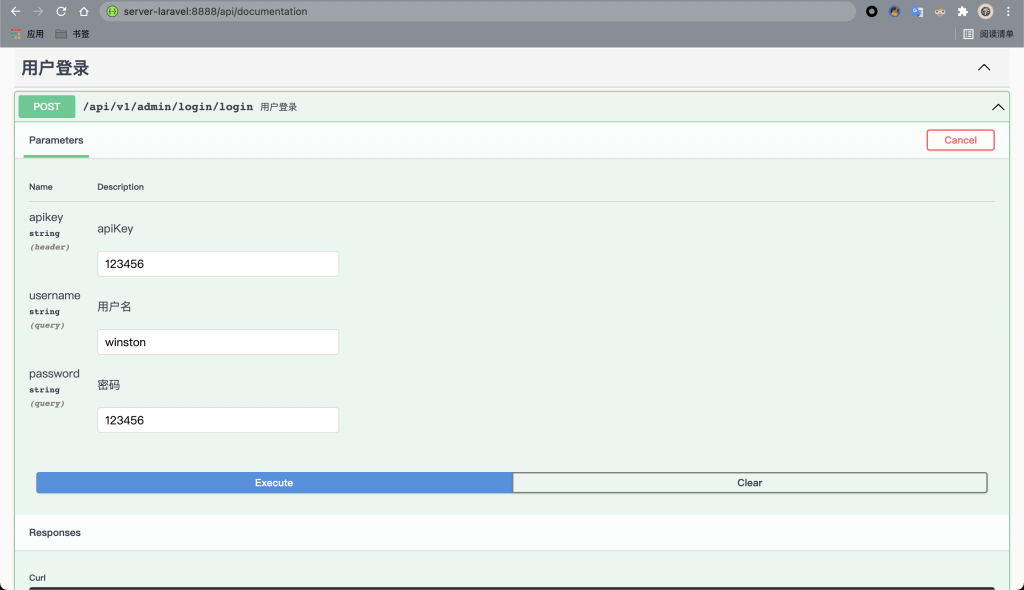 server-laravel:8888/api/documentation
应用 书签 阅读清单
用户登录
POST /api/v1/admin/login/login 用户登录
Parameters Cancel
Name Description
apikey
string
(header)
apiKey
123456
username
string
(query)
用户名
winston
password
string
(query)
密码
123456
Execute Clear
Responses
Curl